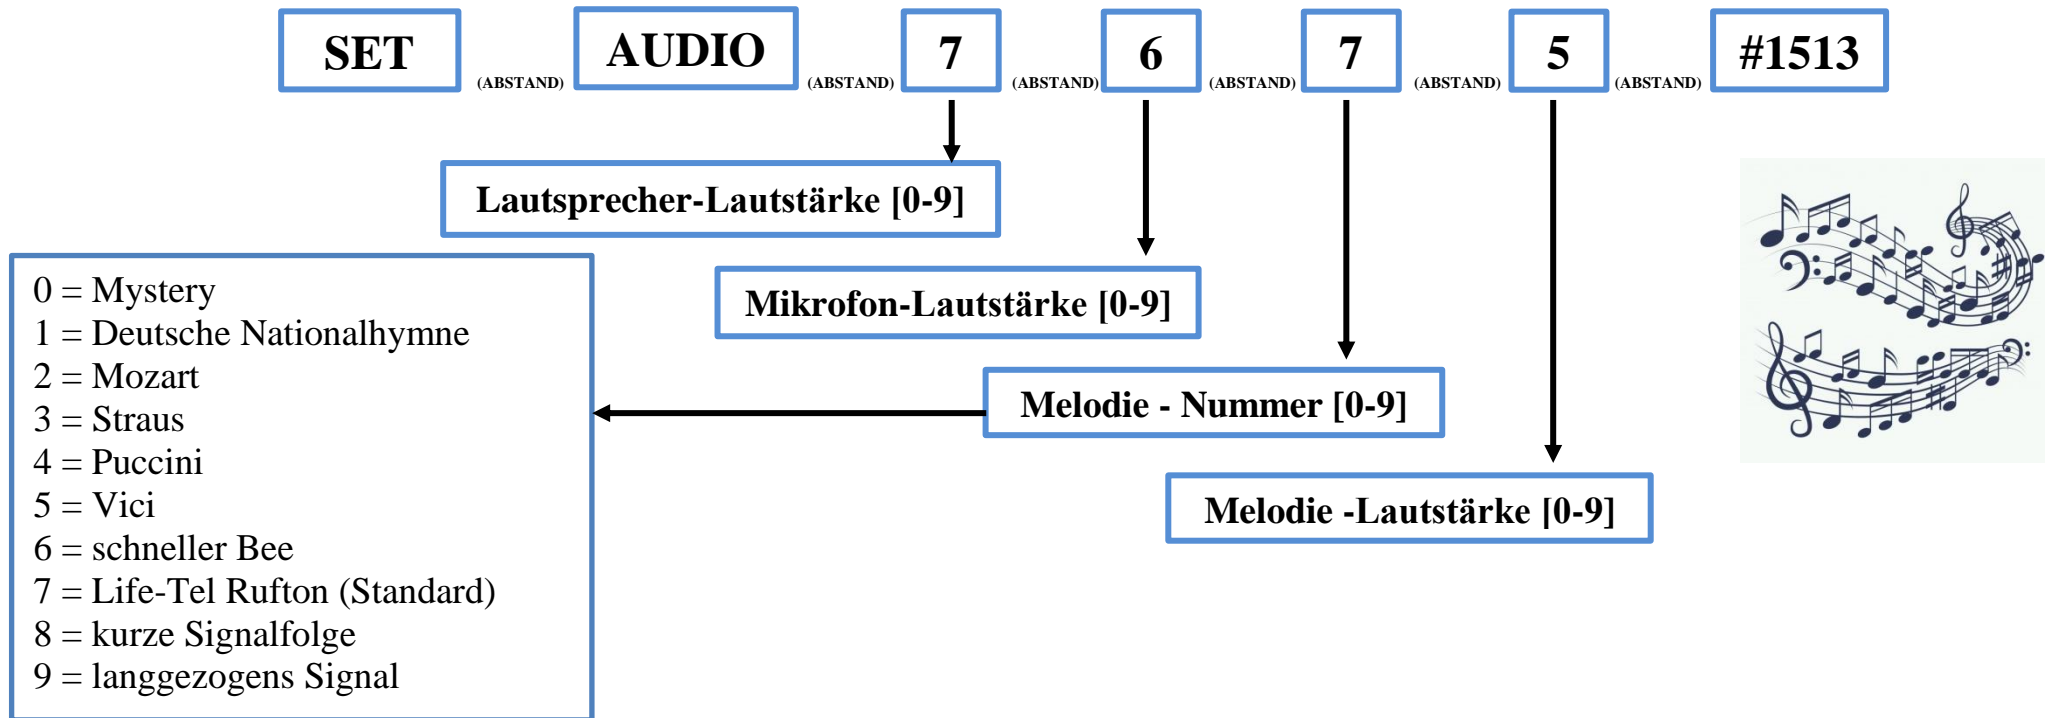 SET (ABSTAND) AUDIO (ABSTAND) 7 (ABSTAND) 6 (ABSTAND) 7 (ABSTAND) 5 (ABSTAND) #1513
Lautsprecher-Lautstärke [0-9]
Mikrofon-Lautstärke [0-9]
Melodie - Nummer [0-9]
Melodie -Lautstärke [0-9]
0 = Mystery
1 = Deutsche Nationalhymne
2 = Mozart
3 = Straus
4 = Puccini
5 = Vici
6 = schneller Bee
7 = Life-Tel Rufton (Standard)
8 = kurze Signalfolge
9 = langgezogens Signal